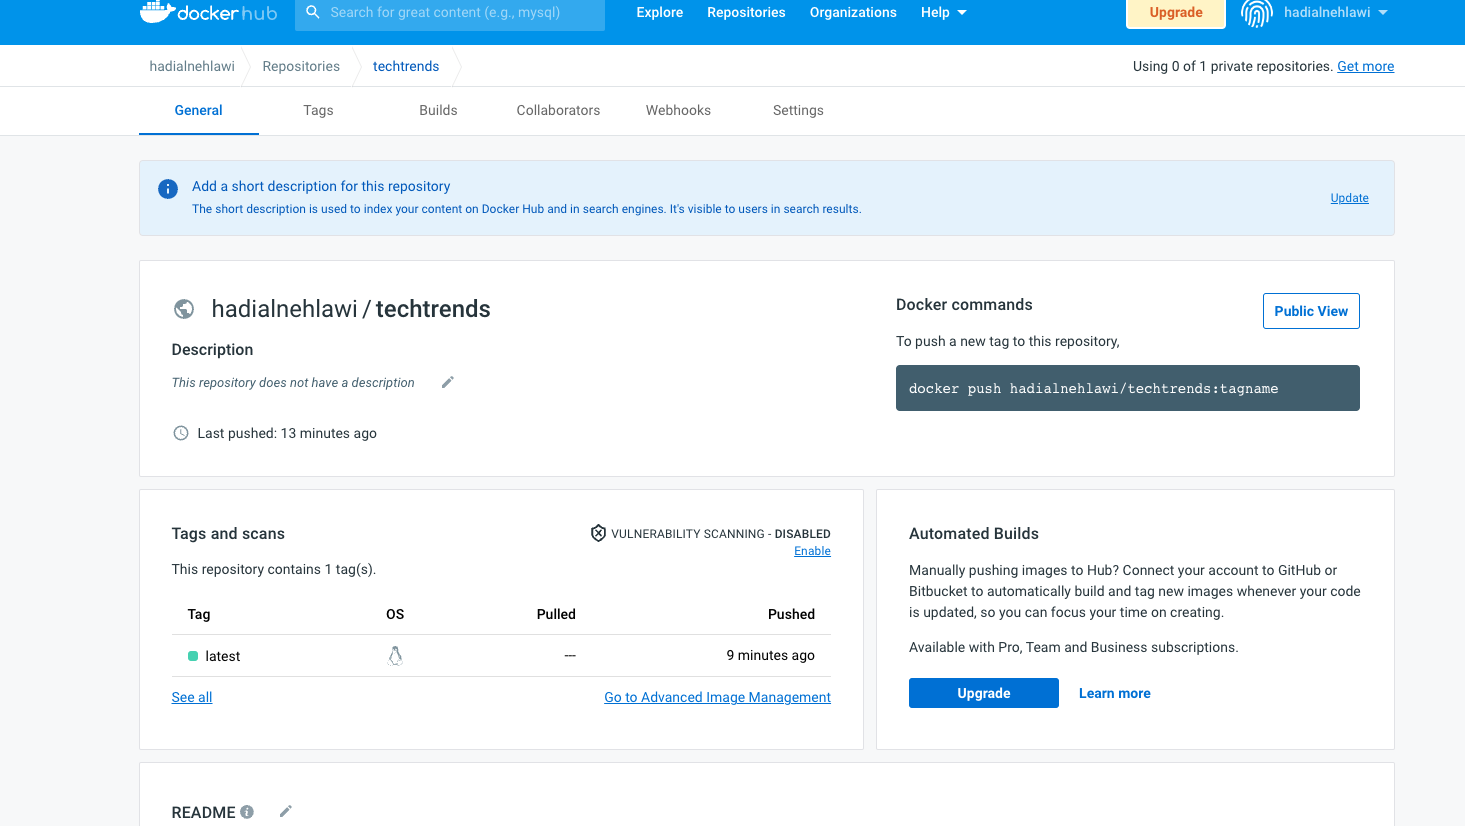 docker hub
Search for great content (e.g., mysql)
Explore
Repositories
Organizations
Help
Upgrade
hadialnehlawi
hadialnehlawi
Repositories
techtrends
Using 0 of 1 private repositories. Get more
General
Tags
Builds
Collaborators
Webhooks
Settings
Add a short description for this repository
The short description is used to index your content on Docker Hub and in search engines. It's visible to users in search results.
Update
hadialnehlawi / techtrends
Description
This repository does not have a description
Last pushed: 13 minutes ago
Docker commands
Public View
To push a new tag to this repository,
docker push hadialnehlawi/techtrends:tagname
Tags and scans
VULNERABILITY SCANNING - DISABLED
Enable
This repository contains 1 tag(s).
Tag OS Pulled Pushed
latest --- 9 minutes ago
See all
Go to Advanced Image Management
Automated Builds
Manually pushing images to Hub? Connect your account to GitHub or
Bitbucket to automatically build and tag new images whenever your code
is updated, so you can focus your time on creating.
Available with Pro, Team and Business subscriptions.
Upgrade
Learn more
README